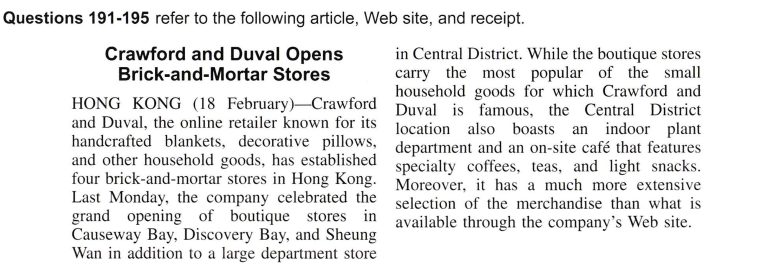 Questions 191-195 refer to the following article, Web site, and receipt.
Crawford and Duval Opens
Brick-and-Mortar Stores
HONG KONG (18 February)—Crawford
and Duval, the online retailer known for its
handcrafted blankets, decorative pillows,
and other household goods, has established
four brick-and-mortar stores in Hong Kong.
Last Monday, the company celebrated the
grand opening of boutique stores in
Causeway Bay, Discovery Bay, and Sheung
Wan in addition to a large department store
in Central District. While the boutique stores
carry the most popular of the small
household goods for which Crawford and
Duval is famous, the Central District
location also boasts an indoor plant
department and an on-site café that features
specialty coffees, teas, and light snacks.
Moreover, it has a much more extensive
selection of the merchandise than what is
available through the company's Web site.